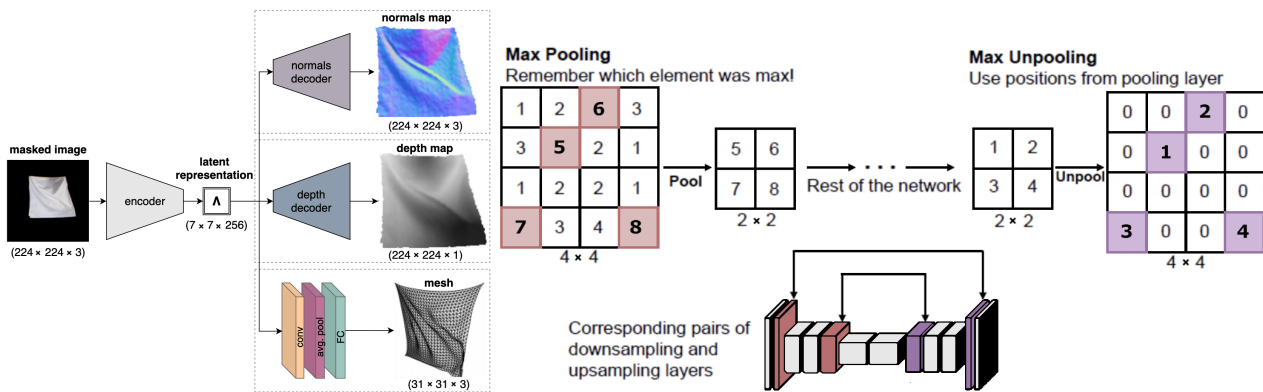 masked image
(224 × 224 × 3)
encoder
latent
representation
Λ
(7 × 7 × 256)
normals map
normals
decoder
(224 × 224 × 3)
depth map
depth
decoder
(224 × 224 × 1)
mesh
conv
avg. pool
FC
(31 × 31 × 3)
Max Pooling
Remember which element was max!
1 2 6 3
3 5 2 1
1 2 2 1
7 3 4 8
4 × 4
Pool
5 6
7 8
2 × 2
• • •
Rest of the network
1 2
3 4
2 × 2
Unpool
Max Unpooling
Use positions from pooling layer
0 0 2 0
0 1 0 0
0 0 0 0
3 0 0 4
4 × 4
Corresponding pairs of
downsampling and
upsampling layers